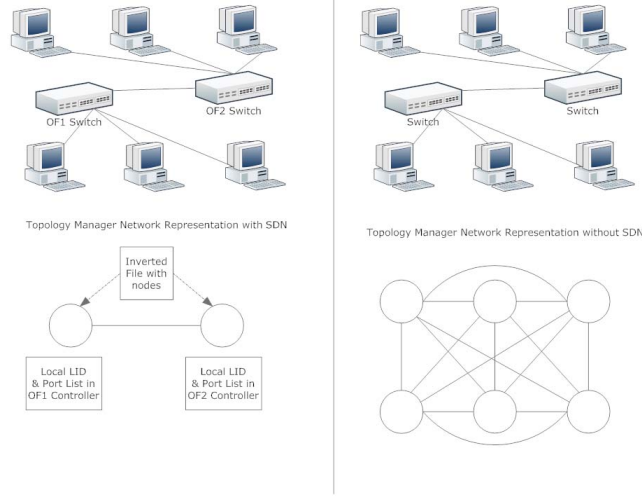 OF1 Switch
OF2 Switch
Topology Manager Network Representation with SDN
Inverted
File with
nodes
Local LID
& Port List in
OF1 Controller
Local LID
& Port List in
OF2 Controller
Switch
Switch
Topology Manager Network Representation without SDN